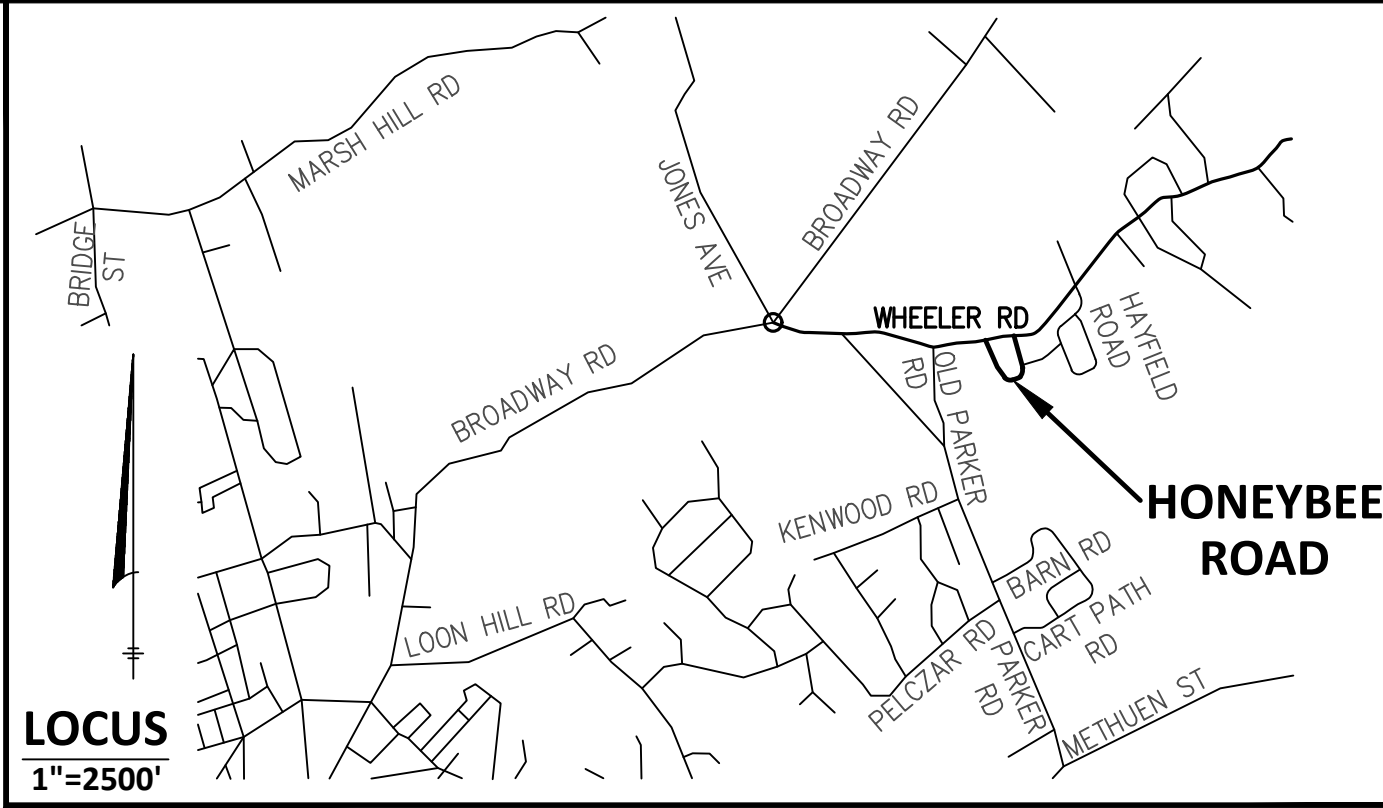 MARSH HILL RD
BRIDGE
ST
JONES AVE
BROADWAY RD
WHEELER RD
HAYFIELD
ROAD
BROADWAY RD
OLD PARKER
RD
HONEYBEE
ROAD
KENWOOD RD
BARN RD
CART PATH
RD
LOON HILL RD
PELCZAR RD
PARKER
RD
METHUEN ST
LOCUS
1"=2500'